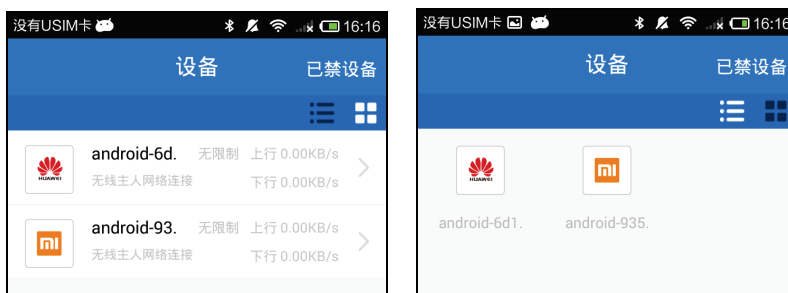 没有USIM卡 16:16
设备 已禁设备
HUAWEI android-6d. 无限制 上行 0.00KB/s
无线主人网络连接 下行 0.00KB/s
mi android-93. 无限制 上行 0.00KB/s
无线主人网络连接 下行 0.00KB/s
没有USIM卡 16:16
设备 已禁设备
HUAWEI mi
android-6d1. android-935.